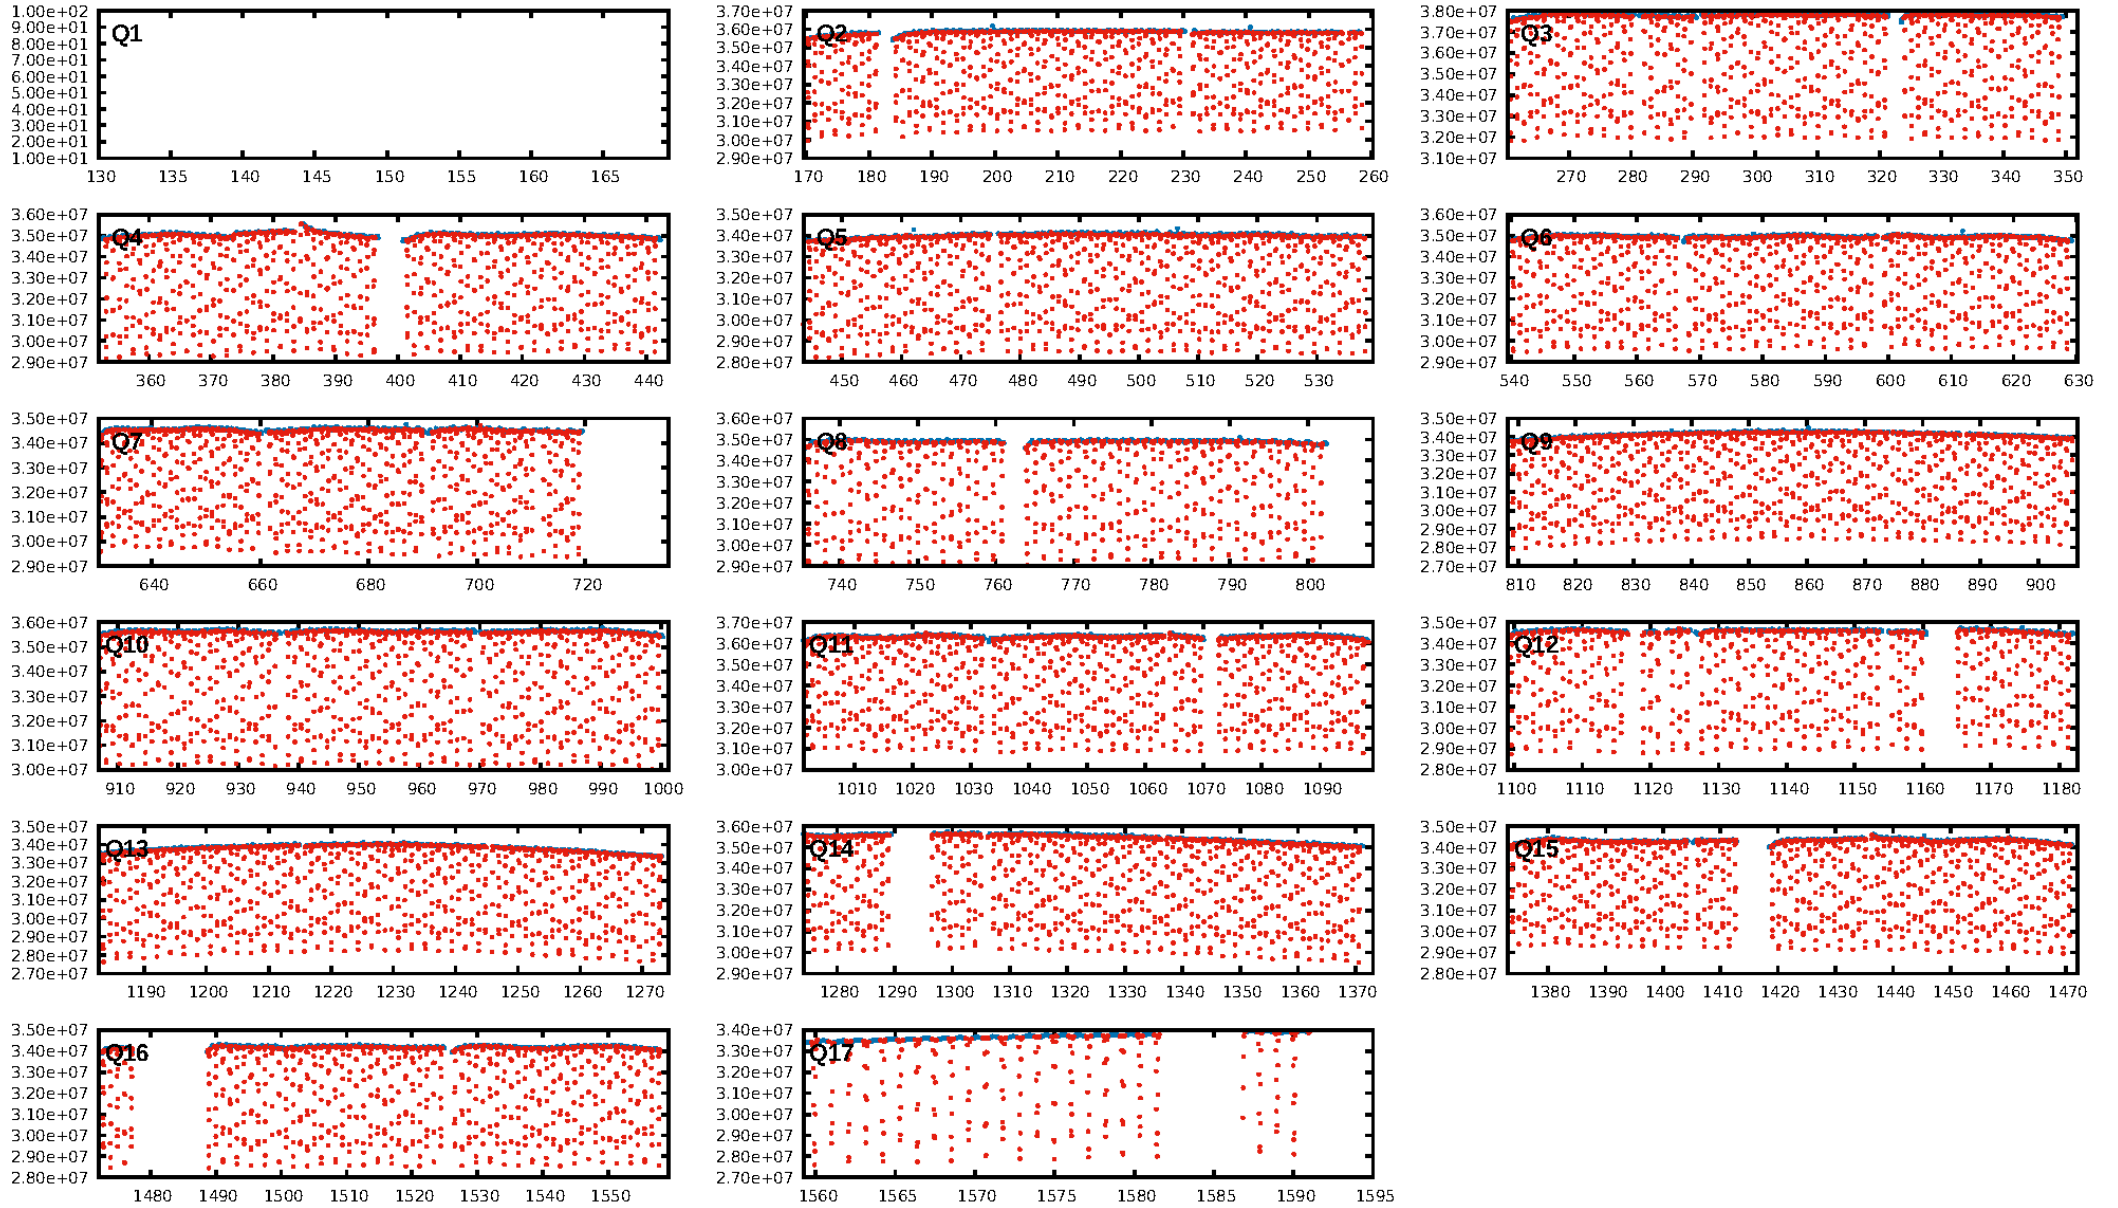 1.00e+02 9.00e+01 8.00e+01 7.00e+01 6.00e+01 5.00e+01 4.00e+01 3.00e+01 2.00e+01 1.00e+01
Q1
130 135 140 145 150 155 160 165
3.70e+07 3.60e+07 3.50e+07 3.40e+07 3.30e+07 3.20e+07 3.10e+07 3.00e+07 2.90e+07
Q2
170 180 190 200 210 220 230 240 250 260
3.80e+07 3.70e+07 3.60e+07 3.50e+07 3.40e+07 3.30e+07 3.20e+07 3.10e+07
Q3
270 280 290 300 310 320 330 340 350
3.60e+07 3.50e+07 3.40e+07 3.30e+07 3.20e+07 3.10e+07 3.00e+07 2.90e+07
Q4
360 370 380 390 400 410 420 430 440
3.50e+07 3.40e+07 3.30e+07 3.20e+07 3.10e+07 3.00e+07 2.90e+07 2.80e+07
Q5
450 460 470 480 490 500 510 520 530
3.60e+07 3.50e+07 3.40e+07 3.30e+07 3.20e+07 3.10e+07 3.00e+07 2.90e+07
Q6
540 550 560 570 580 590 600 610 620 630
3.50e+07 3.40e+07 3.30e+07 3.20e+07 3.10e+07 3.00e+07 2.90e+07
Q7
640 660 680 700 720
3.60e+07 3.50e+07 3.40e+07 3.30e+07 3.20e+07 3.10e+07 3.00e+07 2.90e+07
Q8
740 750 760 770 780 790 800
3.50e+07 3.40e+07 3.30e+07 3.20e+07 3.10e+07 3.00e+07 2.90e+07 2.80e+07 2.70e+07
Q9
810 820 830 840 850 860 870 880 890 900
3.60e+07 3.50e+07 3.40e+07 3.30e+07 3.20e+07 3.10e+07 3.00e+07
Q10
910 920 930 940 950 960 970 980 990 1000
3.70e+07 3.60e+07 3.50e+07 3.40e+07 3.30e+07 3.20e+07 3.10e+07 3.00e+07
Q11
1010 1020 1030 1040 1050 1060 1070 1080 1090
3.50e+07 3.40e+07 3.30e+07 3.20e+07 3.10e+07 3.00e+07 2.90e+07 2.80e+07
Q12
1100 1110 1120 1130 1140 1150 1160 1170 1180
3.50e+07 3.40e+07 3.30e+07 3.20e+07 3.10e+07 3.00e+07 2.90e+07 2.80e+07 2.70e+07
Q13
1190 1200 1210 1220 1230 1240 1250 1260 1270
3.60e+07 3.50e+07 3.40e+07 3.30e+07 3.20e+07 3.10e+07 3.00e+07 2.90e+07
Q14
1280 1290 1300 1310 1320 1330 1340 1350 1360 1370
3.50e+07 3.40e+07 3.30e+07 3.20e+07 3.10e+07 3.00e+07 2.90e+07 2.80e+07
Q15
1380 1390 1400 1410 1420 1430 1440 1450 1460 1470
3.50e+07 3.40e+07 3.30e+07 3.20e+07 3.10e+07 3.00e+07 2.90e+07 2.80e+07
Q16
1480 1490 1500 1510 1520 1530 1540 1550
3.40e+07 3.30e+07 3.20e+07 3.10e+07 3.00e+07 2.90e+07 2.80e+07 2.70e+07
Q17
1560 1565 1570 1575 1580 1585 1590 1595